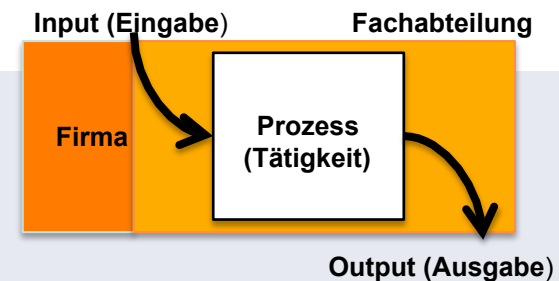 Input (Eingabe)
Fachabteilung
Firma
Prozess
(Tätigkeit)
Output (Ausgabe)